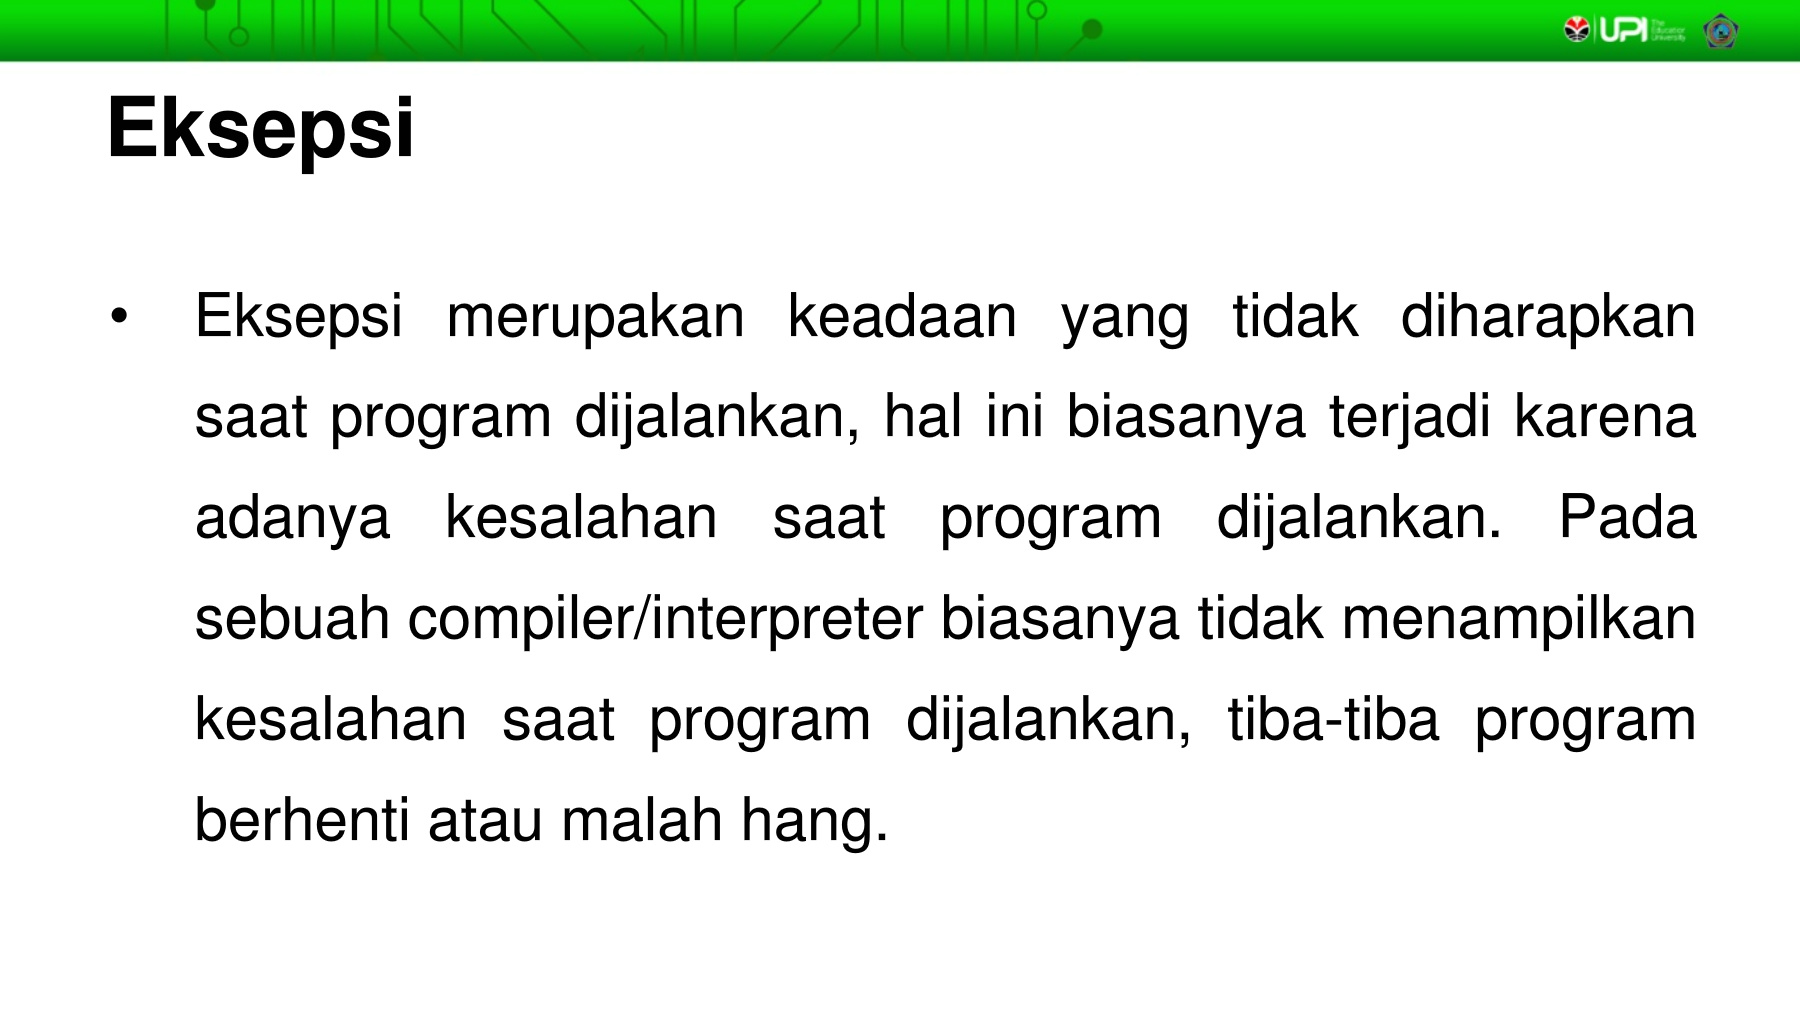 UPI
The
Education
University
Eksepsi
• Eksepsi merupakan keadaan yang tidak diharapkan
saat program dijalankan, hal ini biasanya terjadi karena
adanya kesalahan saat program dijalankan. Pada
sebuah compiler/interpreter biasanya tidak menampilkan
kesalahan saat program dijalankan, tiba-tiba program
berhenti atau malah hang.